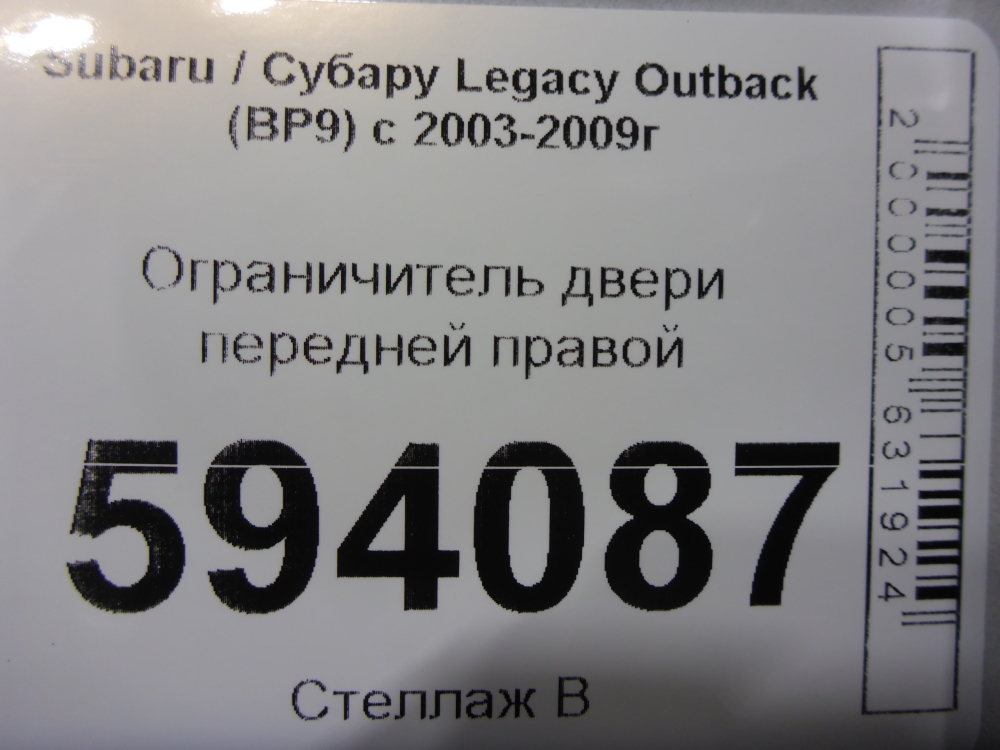 Subaru / Субару Legacy Outback
(BP9) с 2003-2009г
Ограничитель двери
передней правой
594087
Стеллаж В
2000005631924